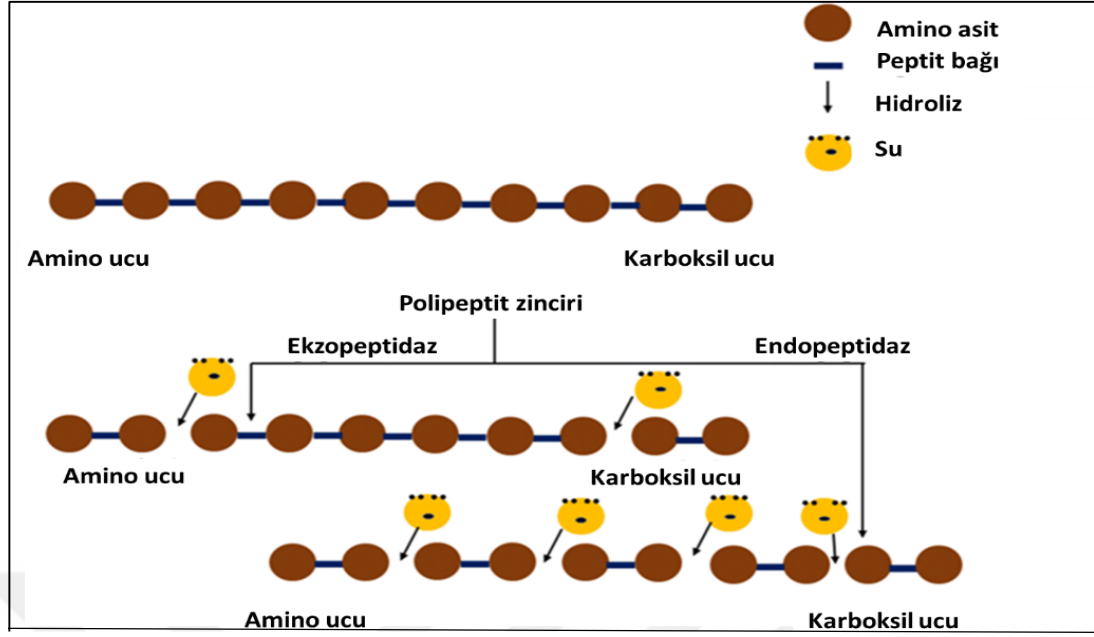 Amino asit
Peptit bağı
Hidroliz
Su
Amino ucu
Karboksil ucu
Polipeptit zinciri
Ekzopeptidaz
Endopeptidaz
Amino ucu
Karboksil ucu
Amino ucu
Karboksil ucu